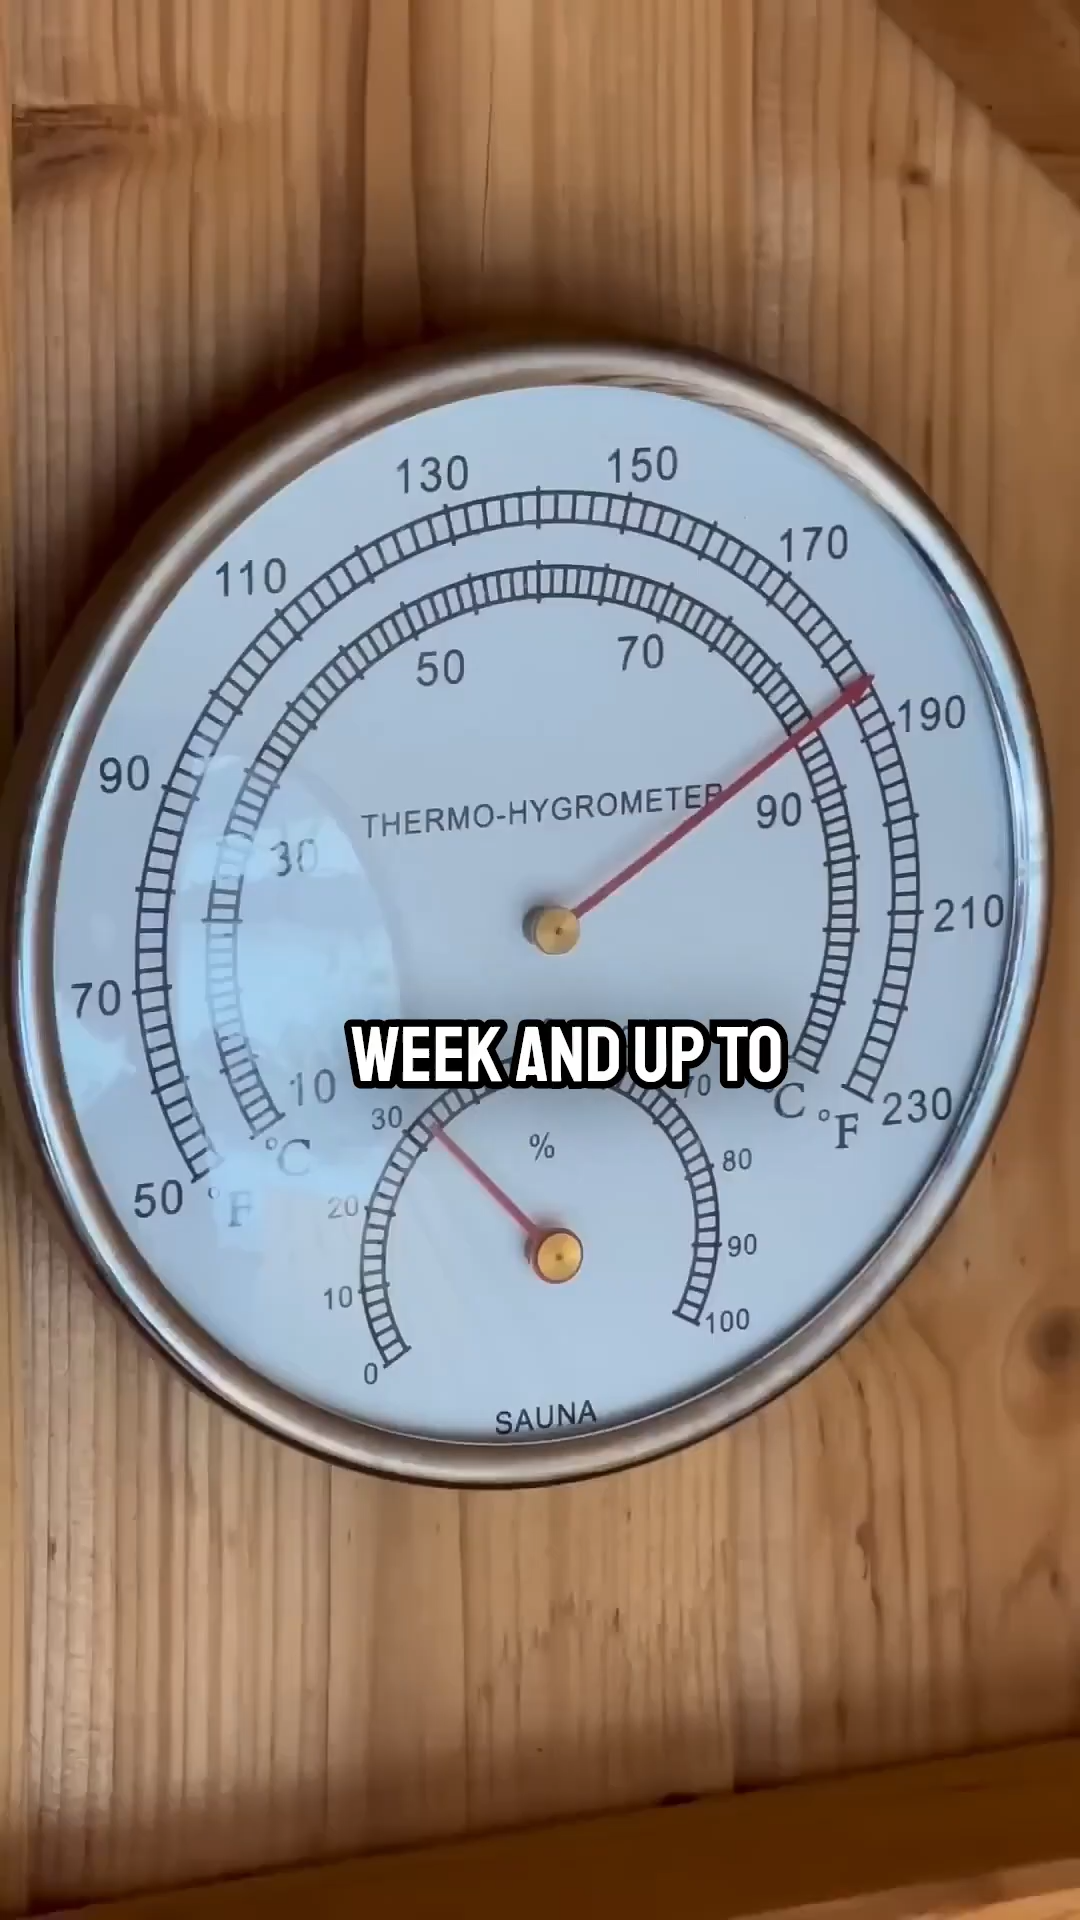 130 150
110 170
50 70
90 190
THERMO-HYGROMETER
90
30
210
70
WEEK AND UP TO
10 70
°C °F 230
30
°C % 80
50 °F 20
90
10
100
0
SAUNA